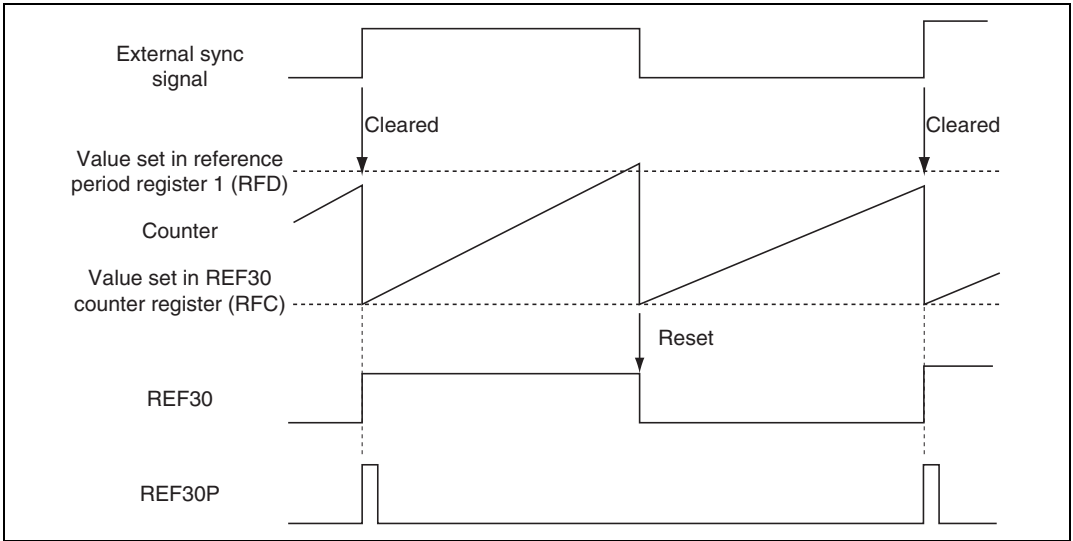 External sync
signal
Cleared
Cleared
Value set in reference
period register 1 (RFD)
Counter
Value set in REF30
counter register (RFC)
Reset
REF30
REF30P